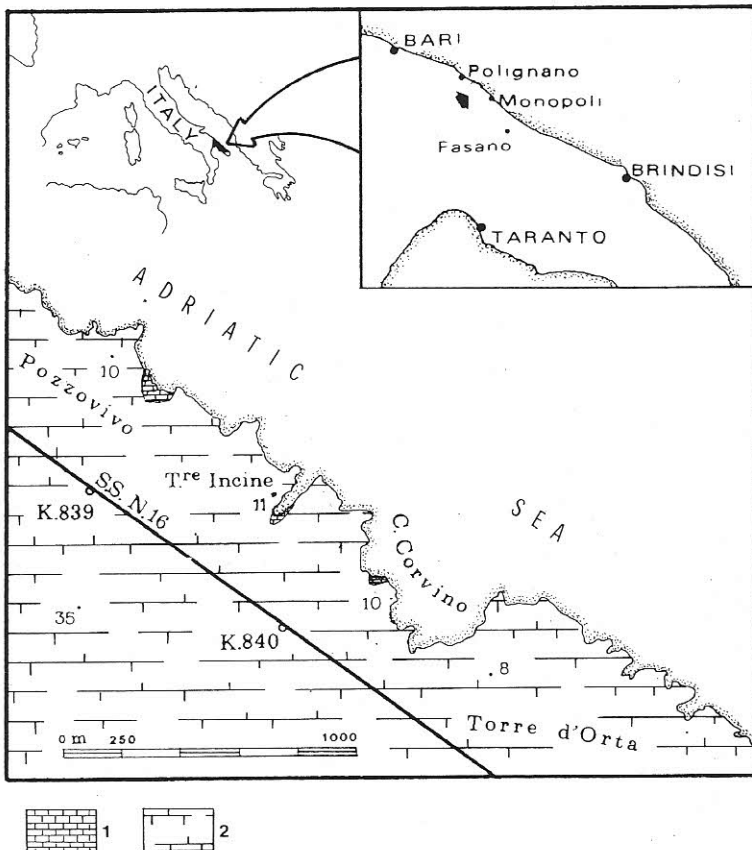 ITALY
BARI
Polignano
Monopoli
Fasano
BRINDISI
TARANTO
ADRIATIC
SEA
10
Pozzovivo
T.re Incine
11
S.S. N.16
K.839
C. Corvino
10
35
K.840
8
Torre d'Orta
0 m 250 1000
1
2